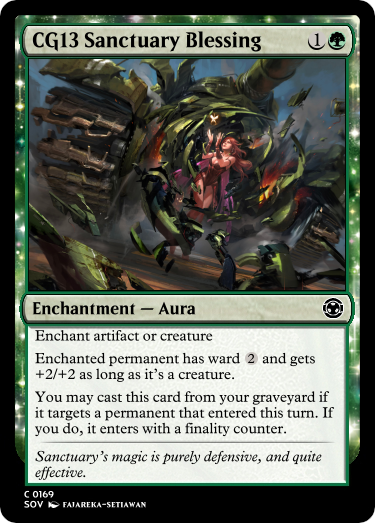 CG13 Sanctuary Blessing 1
Enchantment — Aura
Enchant artifact or creature
Enchanted permanent has ward 2 and gets
+2/+2 as long as it's a creature.
You may cast this card from your graveyard if
it targets a permanent that entered this turn. If
you do, it enters with a finality counter.
Sanctuary's magic is purely defensive, and quite
effective.
C 0169
SOV FAJAREKA-SETIAWAN